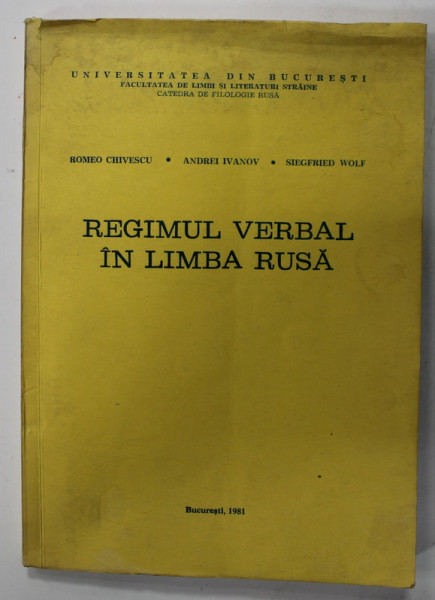 UNIVERSITATEA DIN BUCUREȘTI
FACULTATEA DE LIMBI ȘI LITERATURI STRĂINE
CATEDRA DE FILOLOGIE RUSĂ
ROMEO CHIVESCU • ANDREI IVANOV • SIEGFRIED WOLF
REGIMUL VERBAL
ÎN LIMBA RUSĂ
București, 1981